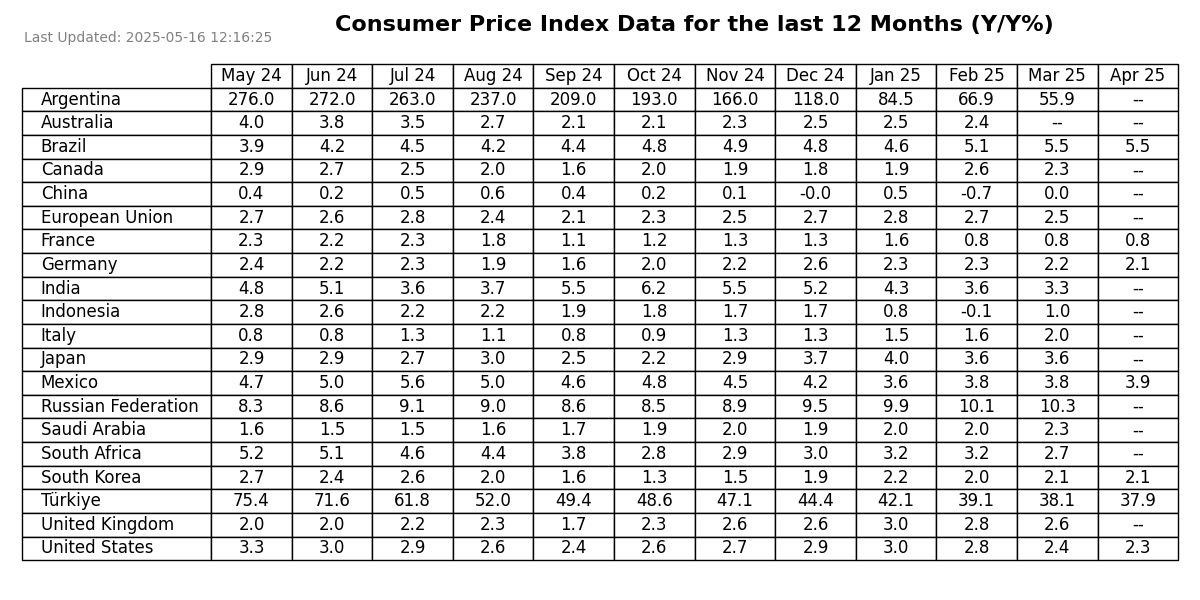 Consumer Price Index Data for the last 12 Months (Y/Y%)
Last Updated: 2025-05-16 12:16:25
May 24 Jun 24 Jul 24 Aug 24 Sep 24 Oct 24 Nov 24 Dec 24 Jan 25 Feb 25 Mar 25 Apr 25
Argentina 276.0 272.0 263.0 237.0 209.0 193.0 166.0 118.0 84.5 66.9 55.9 --
Australia 4.0 3.8 3.5 2.7 2.1 2.1 2.3 2.5 2.5 2.4 -- --
Brazil 3.9 4.2 4.5 4.2 4.4 4.8 4.9 4.8 4.6 5.1 5.5 5.5
Canada 2.9 2.7 2.5 2.0 1.6 2.0 1.9 1.8 1.9 2.6 2.3 --
China 0.4 0.2 0.5 0.6 0.4 0.2 0.1 -0.0 0.5 -0.7 0.0 --
European Union 2.7 2.6 2.8 2.4 2.1 2.3 2.5 2.7 2.8 2.7 2.5 --
France 2.3 2.2 2.3 1.8 1.1 1.2 1.3 1.3 1.6 0.8 0.8 0.8
Germany 2.4 2.2 2.3 1.9 1.6 2.0 2.2 2.6 2.3 2.3 2.2 2.1
India 4.8 5.1 3.6 3.7 5.5 6.2 5.5 5.2 4.3 3.6 3.3 --
Indonesia 2.8 2.6 2.2 2.2 1.9 1.8 1.7 1.7 0.8 -0.1 1.0 --
Italy 0.8 0.8 1.3 1.1 0.8 0.9 1.3 1.3 1.5 1.6 2.0 --
Japan 2.9 2.9 2.7 3.0 2.5 2.2 2.9 3.7 4.0 3.6 3.6 --
Mexico 4.7 5.0 5.6 5.0 4.6 4.8 4.5 4.2 3.6 3.8 3.8 3.9
Russian Federation 8.3 8.6 9.1 9.0 8.6 8.5 8.9 9.5 9.9 10.1 10.3 --
Saudi Arabia 1.6 1.5 1.5 1.6 1.7 1.9 2.0 1.9 2.0 2.0 2.3 --
South Africa 5.2 5.1 4.6 4.4 3.8 2.8 2.9 3.0 3.2 3.2 2.7 --
South Korea 2.7 2.4 2.6 2.0 1.6 1.3 1.5 1.9 2.2 2.0 2.1 2.1
Türkiye 75.4 71.6 61.8 52.0 49.4 48.6 47.1 44.4 42.1 39.1 38.1 37.9
United Kingdom 2.0 2.0 2.2 2.3 1.7 2.3 2.6 2.6 3.0 2.8 2.6 --
United States 3.3 3.0 2.9 2.6 2.4 2.6 2.7 2.9 3.0 2.8 2.4 2.3